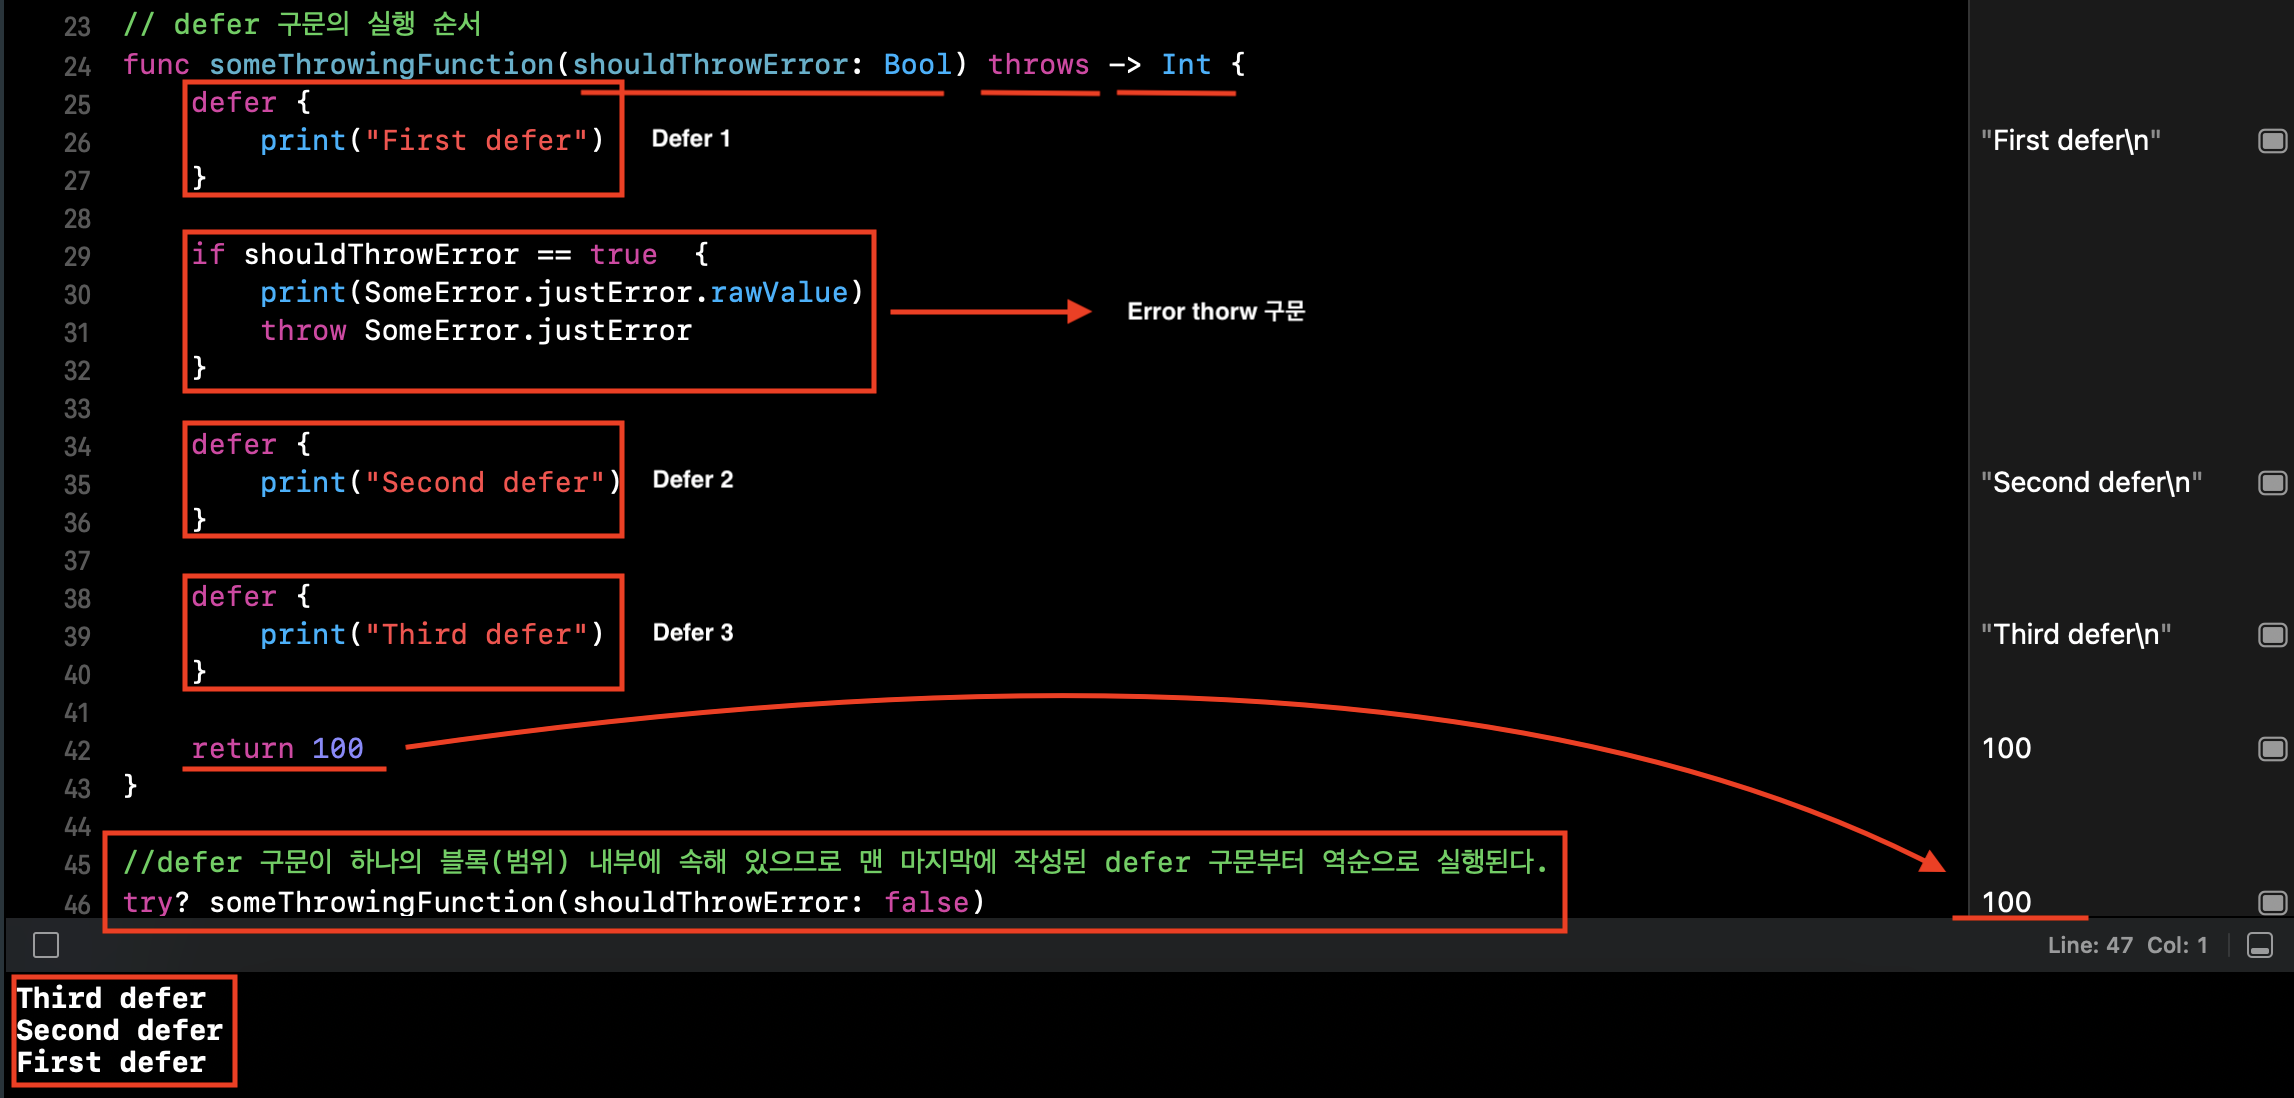 23 // defer 구문의 실행 순서
24 func someThrowingFunction(shouldThrowError: Bool) throws -> Int {
25 defer {
26 print("First defer") Defer 1 "First defer\n"
27 }
28
29 if shouldThrowError == true {
30 print(SomeError.justError.rawValue)
Error thorw 구문
31 throw SomeError.justError
32 }
33
34 defer {
35 print("Second defer") Defer 2 "Second defer\n"
36 }
37
38 defer {
39 print("Third defer") Defer 3 "Third defer\n"
40 }
41
42 return 100 100
43 }
44
45 //defer 구문이 하나의 블록(범위) 내부에 속해 있으므로 맨 마지막에 작성된 defer 구문부터 역순으로 실행된다.
46 try? someThrowingFunction(shouldThrowError: false) 100
Line: 47 Col: 1
Third defer
Second defer
First defer